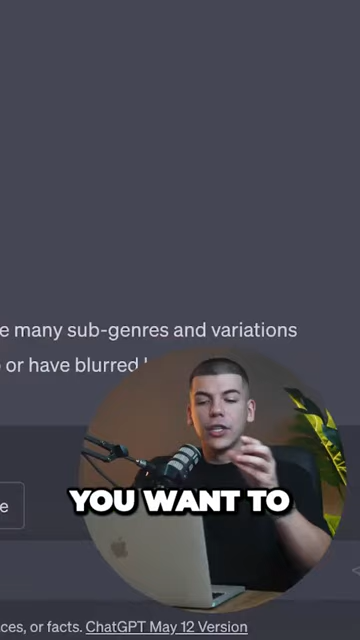 e many sub-genres and variations
or have blurred
YOU WANT TO
e
ces, or facts. ChatGPT May 12 Version